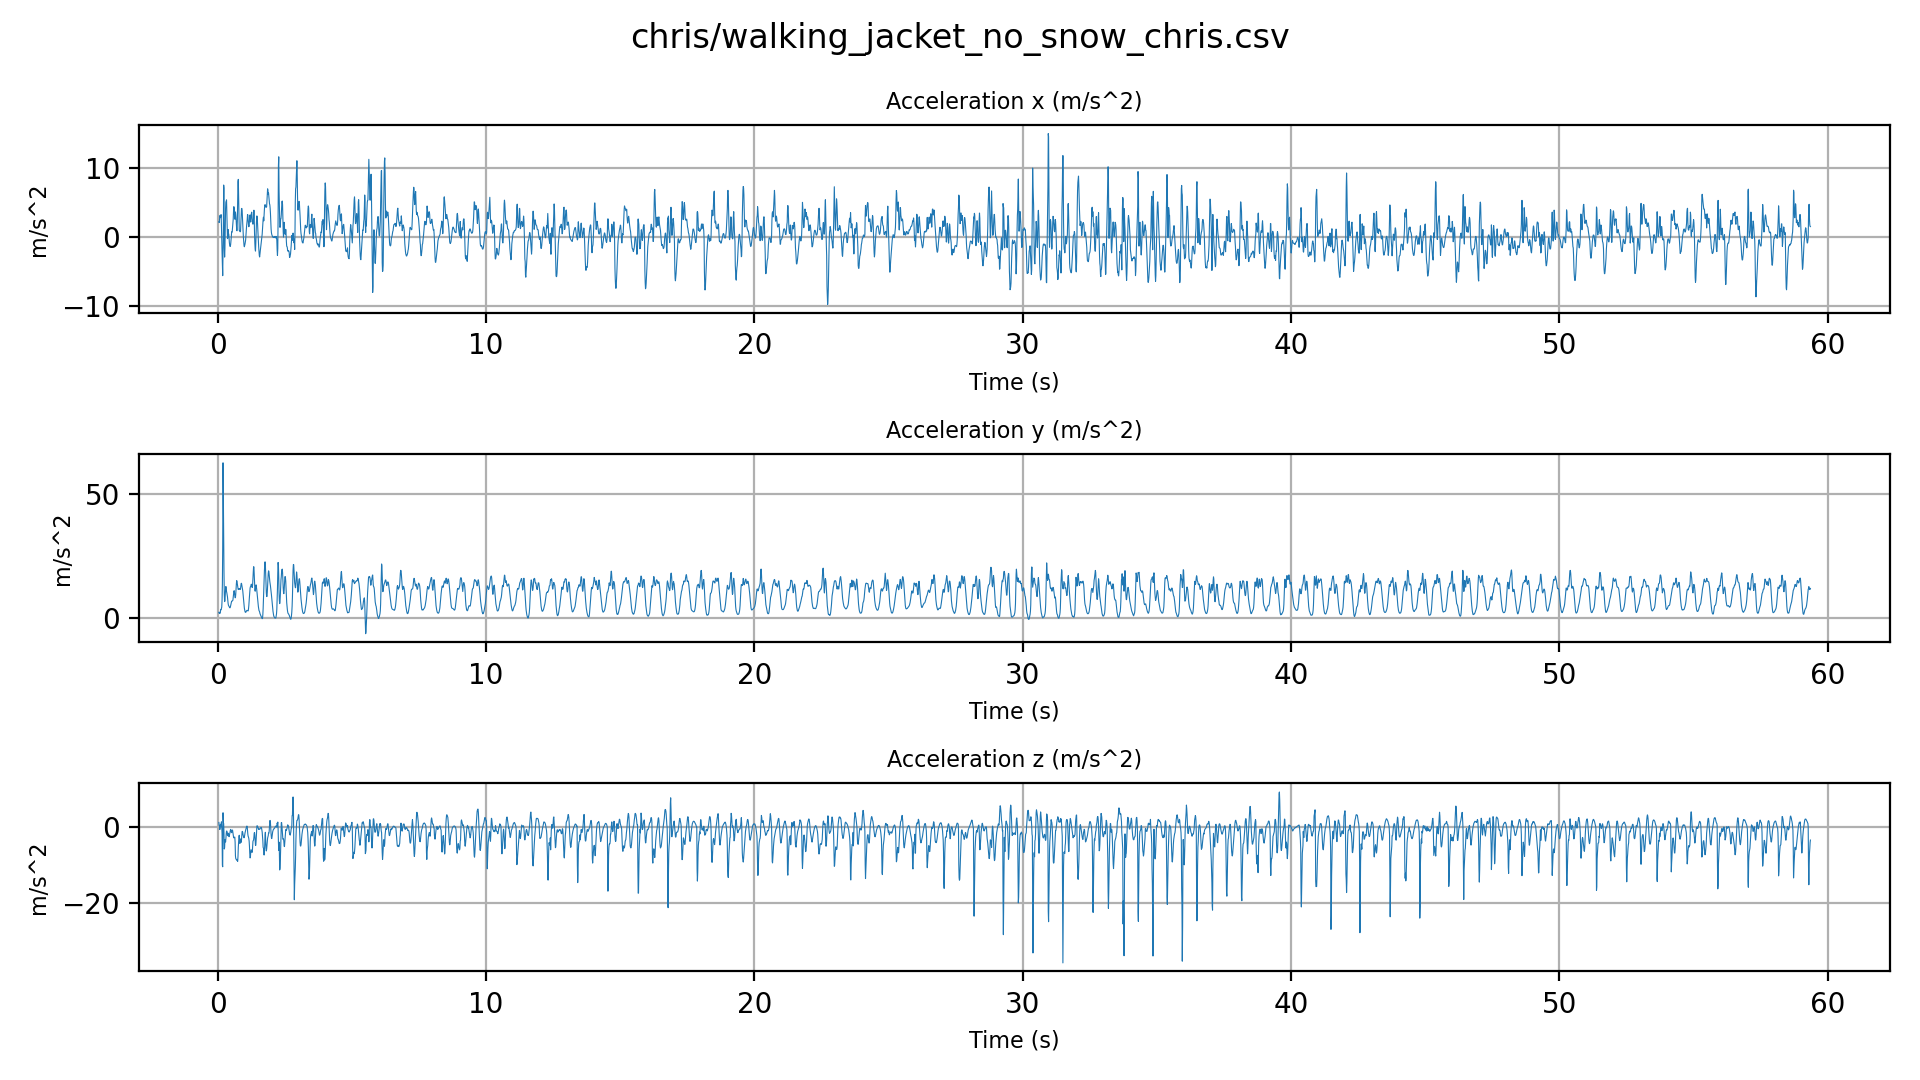 chris/walking_jacket_no_snow_chris.csv
Acceleration x (m/s^2)
m/s^2
10
0
−10
0 10 20 30 40 50 60
Time (s)
Acceleration y (m/s^2)
m/s^2
50
0
0 10 20 30 40 50 60
Time (s)
Acceleration z (m/s^2)
m/s^2
0
−20
0 10 20 30 40 50 60
Time (s)